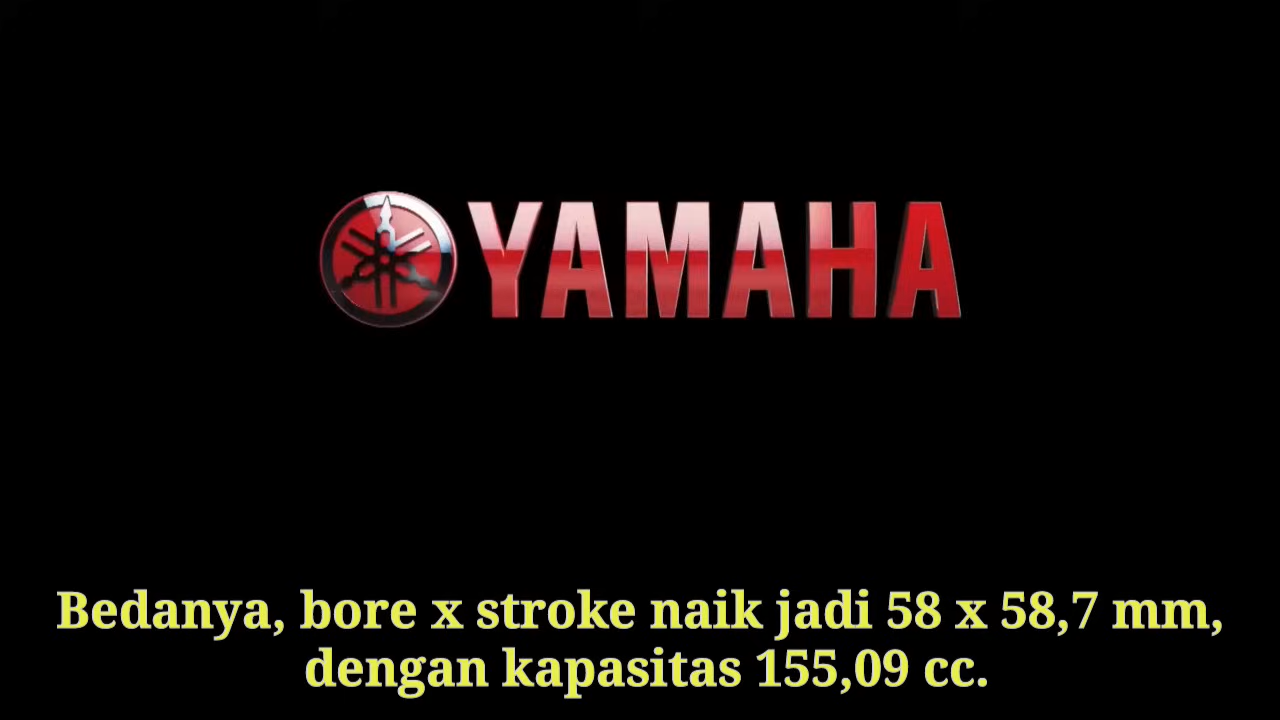 YAMAHA
Bedanya, bore x stroke naik jadi 58 x 58,7 mm,
dengan kapasitas 155,09 cc.